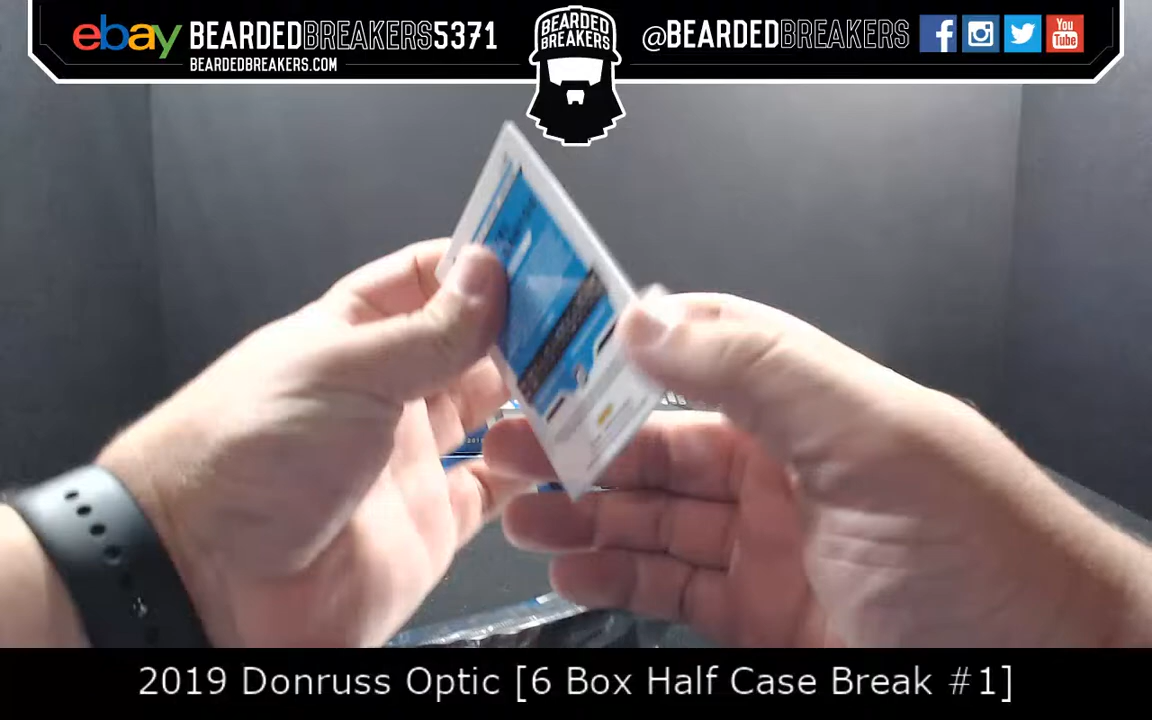 ebay BEARDEDBREAKERS5371
BEARDEDBREAKERS.COM
BEARDED
BREAKERS
@BEARDEDBREAKERS
You
Tube
2019 Donruss Optic [6 Box Half Case Break #1]